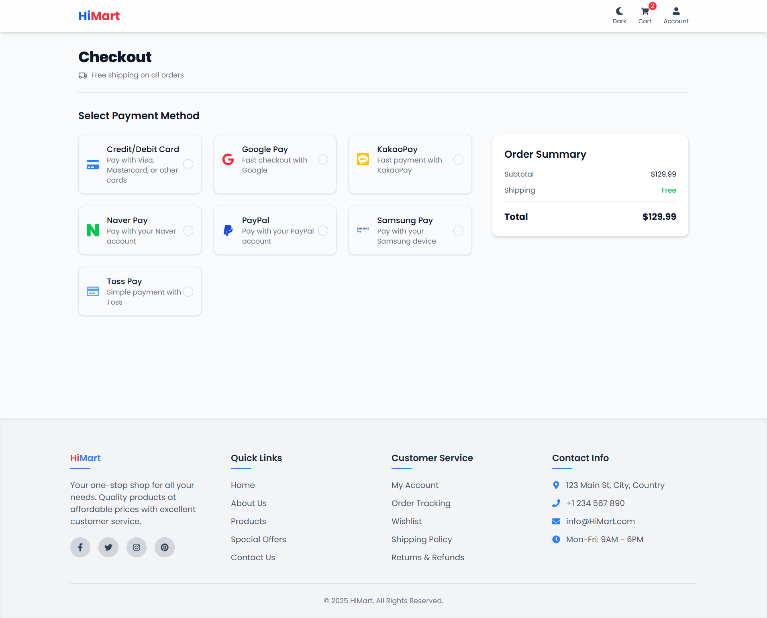 HiMart
2
Dark
Cart
Account
Checkout
Free shipping on all orders
Select Payment Method
Credit/Debit Card
Pay with Visa,
Mastercard, or other
cards
Google Pay
Fast checkout with
Google
KakaoPay
Fast payment with
KakaoPay
Naver Pay
Pay with your Naver
account
PayPal
Pay with your PayPal
account
Samsung Pay
Pay with your
Samsung device
Toss Pay
Simple payment with
Toss
Order Summary
Subtotal $129.99
Shipping Free
Total $129.99
HiMart
Your one-stop shop for all your
needs. Quality products at
affordable prices with excellent
customer service.
Quick Links
Home
About Us
Products
Special Offers
Contact Us
Customer Service
My Account
Order Tracking
Wishlist
Shipping Policy
Returns & Refunds
Contact Info
123 Main St, City, Country
+1 234 567 890
info@HiMart.com
Mon-Fri: 9AM - 6PM
© 2025 HiMart. All Rights Reserved.